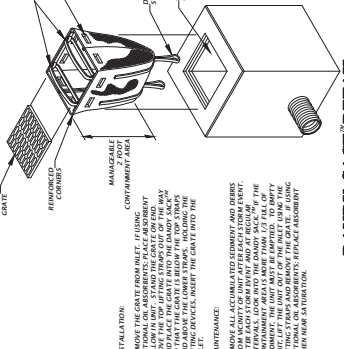 GRATE
REINFORCED
CORNERS
MANAGEABLE
2 FOOT
CONTAINMENT AREA
STALLATION:
MOVE THE GRATE FROM INLET. IF USING
TIONAL OIL ABSORBENTS; PLACE ABSORBENT
LOW IN UNIT. STAND THE GRATE ON END.
VE THE TOP LIFTING STRAPS OUT OF THE WAY
D PLACE THE GRATE INTO THE DANDY SACK™
THAT THE GRATE IS BELOW THE TOP STRAPS
D ABOVE THE LOWER STRAPS. HOLDING THE
TING DEVICES, INSERT THE GRATE INTO THE
LET.
AINTENANCE:
MOVE ALL ACCUMULATED SEDIMENT AND DEBRIS
OM VICINITY OF UNIT AFTER EACH STORM EVENT.
TER EACH STORM EVENT AND AT REGULAR
TERVALS, LOOK INTO THE DANDY SACK.™ IF THE
NTAINMENT AREA IS MORE THAN 1/3 FULL OF
DIMENT, THE UNIT MUST BE EMPTIED. TO EMPTY
IT, LIFT THE UNIT OUT OF THE INLET USING THE
TING STRAPS AND REMOVE THE GRATE. IF USING
TIONAL OIL ABSORBENTS; REPLACE ABSORBENT
EN NEAR SATURATION.